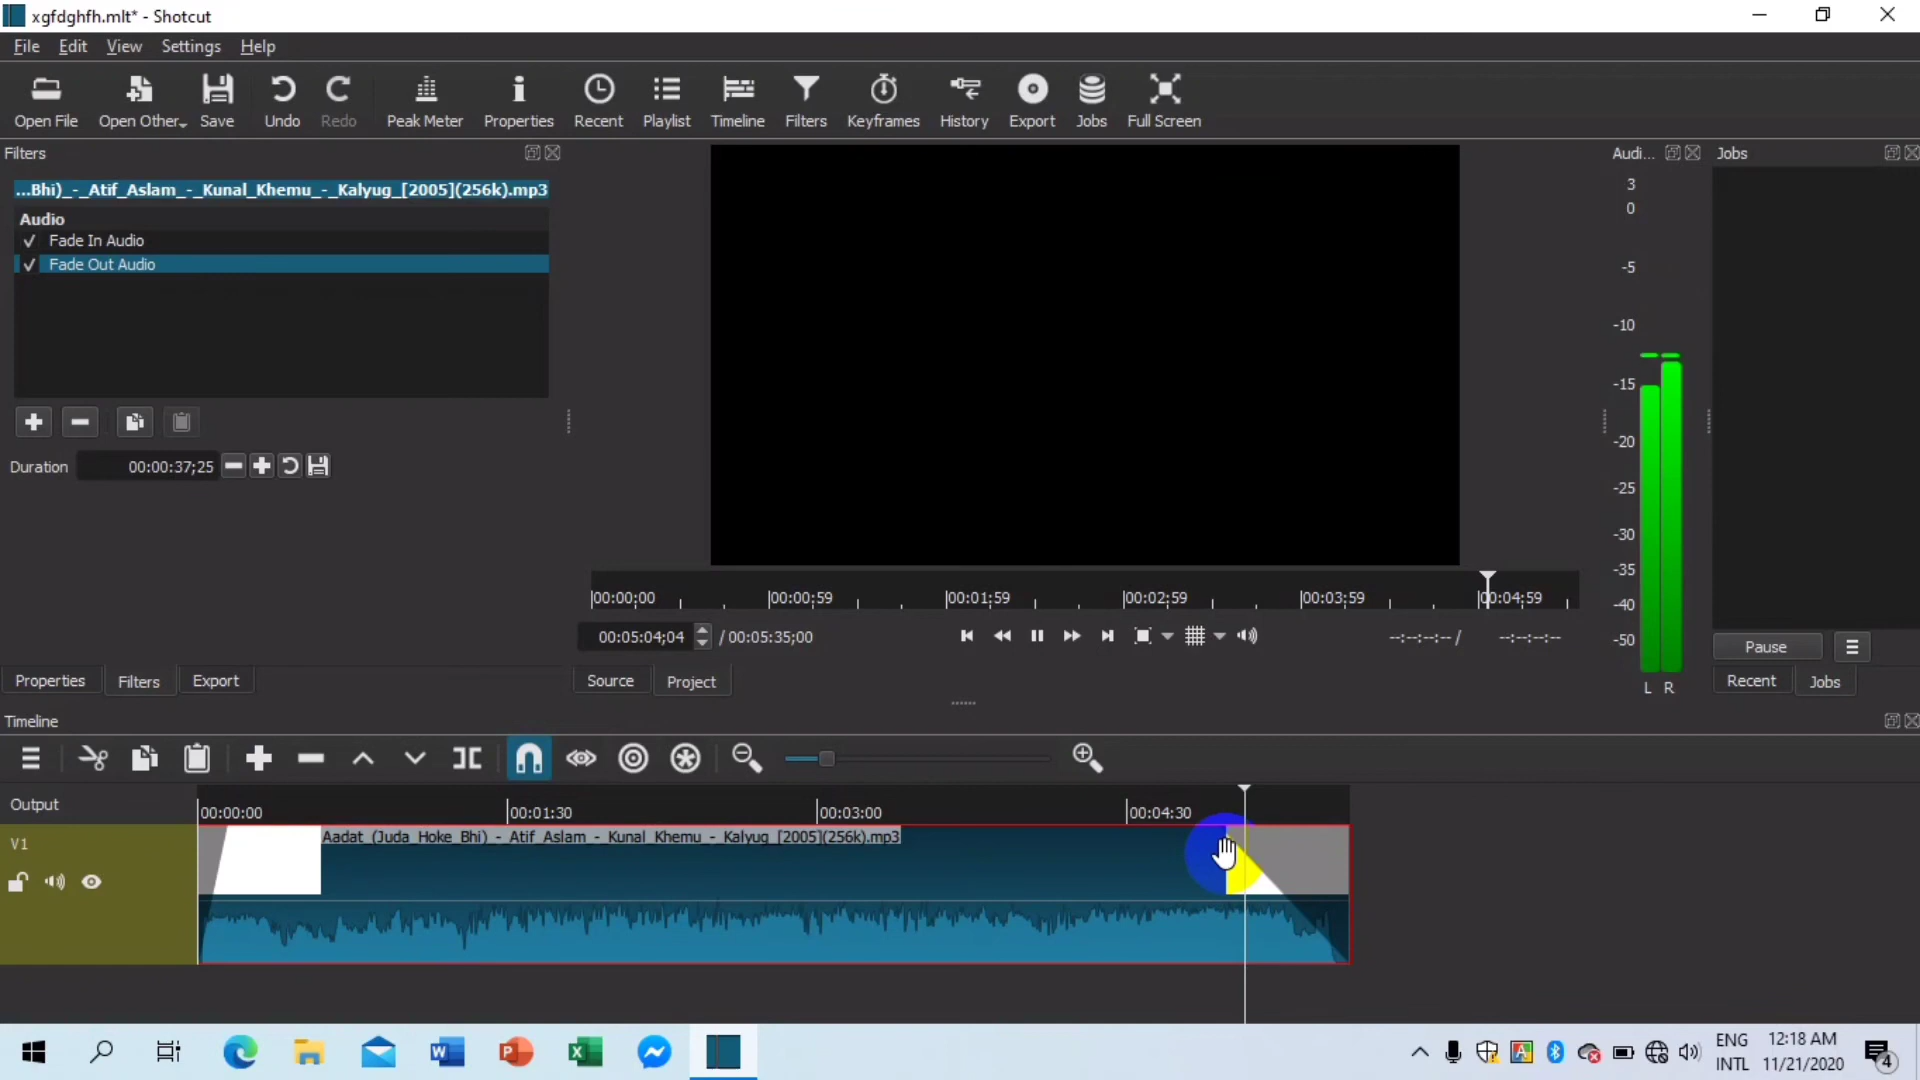 xgfdghfh.mlt* - Shotcut
File Edit View Settings Help
Open File Open Other Save Undo Redo Peak Meter Properties Recent Playlist Timeline Filters Keyframes History Export Jobs Full Screen
Filters
Audi... Jobs
...Bhi)_-_Atif_Aslam_-_Kunal_Khemu_-_Kalyug_[2005](256k).mp3
Audio
Fade In Audio
Fade Out Audio
Duration 00:00:37;25
3
0
-5
-10
-15
-20
-25
-30
-35
-40
-50
L R
00:00;00 00:00;59 00:01;59 00:02;59 00:03;59 00:04;59
00:05:04;04 / 00:05:35;00 --:--:--:-- / --:--:--:--
Pause
Properties Filters Export Source Project Recent Jobs
Timeline
Output 00:00:00 00:01:30 00:03:00 00:04:30
V1
Aadat_(Juda_Hoke_Bhi)_-_Atif_Aslam_-_Kunal_Khemu_-_Kalyug_[2005](256k).mp3
ENG 12:18 AM
INTL 11/21/2020
4